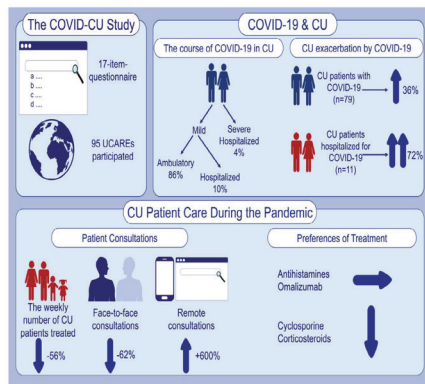 The COVID-CU Study
17-item-
questionnaire
a ....
b ....
c ....
d ....
95 UCAREs
participated
COVID-19 & CU
The course of COVID-19 in CU
Mild
Severe
Hospitalized
4%
Ambulatory
86%
Hospitalized
10%
CU exacerbation by COVID-19
CU patients with
COVID-19
(n=79)
36%
CU patients
hospitalized for
COVID-19
(n=11)
72%
CU Patient Care During the Pandemic
Patient Consultations
The weekly
number of CU
patients treated
-56%
Face-to-face
consultations
-62%
Remote
consultations
+600%
Preferences of Treatment
Antihistamines
Omalizumab
Cyclosporine
Corticosteroids